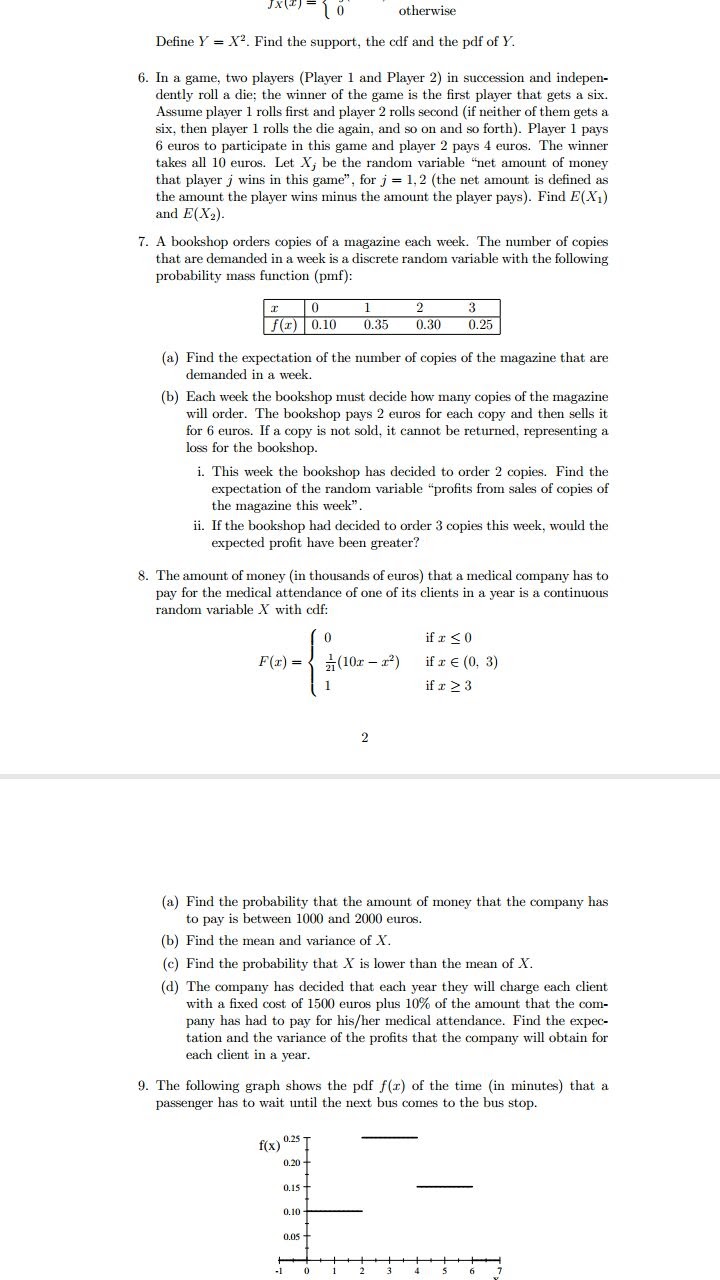 0 otherwise
Define Y = X². Find the support, the cdf and the pdf of Y.
6. In a game, two players (Player 1 and Player 2) in succession and indepen-
dently roll a die; the winner of the game is the first player that gets a six.
Assume player 1 rolls first and player 2 rolls second (if neither of them gets a
six, then player 1 rolls the die again, and so on and so forth). Player 1 pays
6 euros to participate in this game and player 2 pays 4 euros. The winner
takes all 10 euros. Let Xⱼ be the random variable “net amount of money
that player j wins in this game”, for j = 1, 2 (the net amount is defined as
the amount the player wins minus the amount the player pays). Find E(X₁)
and E(X₂).
7. A bookshop orders copies of a magazine each week. The number of copies
that are demanded in a week is a discrete random variable with the following
probability mass function (pmf):
x 0 1 2 3
f(x) 0.10 0.35 0.30 0.25
(a) Find the expectation of the number of copies of the magazine that are
demanded in a week.
(b) Each week the bookshop must decide how many copies of the magazine
will order. The bookshop pays 2 euros for each copy and then sells it
for 6 euros. If a copy is not sold, it cannot be returned, representing a
loss for the bookshop.
i. This week the bookshop has decided to order 2 copies. Find the
expectation of the random variable “profits from sales of copies of
the magazine this week”.
ii. If the bookshop had decided to order 3 copies this week, would the
expected profit have been greater?
8. The amount of money (in thousands of euros) that a medical company has to
pay for the medical attendance of one of its clients in a year is a continuous
random variable X with cdf:
0 if x ≤ 0
F(x) = { 1/21 (10x − x²) if x ∈ (0, 3)
1 if x ≥ 3
2
(a) Find the probability that the amount of money that the company has
to pay is between 1000 and 2000 euros.
(b) Find the mean and variance of X.
(c) Find the probability that X is lower than the mean of X.
(d) The company has decided that each year they will charge each client
with a fixed cost of 1500 euros plus 10% of the amount that the com-
pany has had to pay for his/her medical attendance. Find the expec-
tation and the variance of the profits that the company will obtain for
each client in a year.
9. The following graph shows the pdf f(x) of the time (in minutes) that a
passenger has to wait until the next bus comes to the bus stop.
f(x) 0.25
0.20
0.15
0.10
0.05
-1 0 1 2 3 4 5 6 7